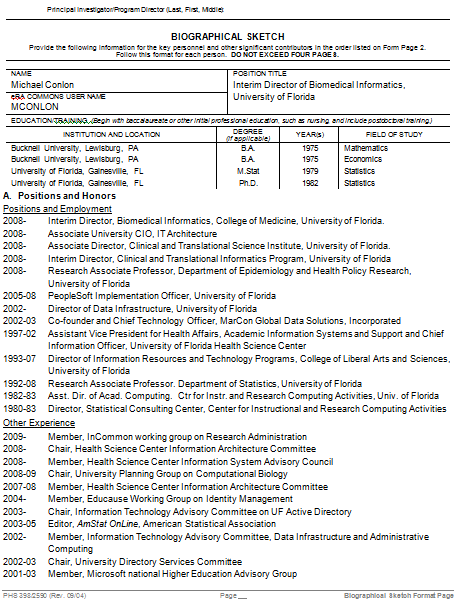 Principal Investigator/Program Director (Last, First, Middle):
BIOGRAPHICAL SKETCH
Provide the following information for the key personnel and other significant contributors in the order listed on Form Page 2.
Follow this format for each person. DO NOT EXCEED FOUR PAGES.
NAME
Michael Conlon
POSITION TITLE
Interim Director of Biomedical Informatics,
University of Florida
eRA COMMONS USER NAME
MCONLON
EDUCATION/TRAINING (Begin with baccalaureate or other initial professional education, such as nursing, and include postdoctoral training.)
INSTITUTION AND LOCATION DEGREE (if applicable) YEAR(s) FIELD OF STUDY
Bucknell University, Lewisburg, PA B.A. 1975 Mathematics
Bucknell University, Lewisburg, PA B.A. 1975 Economics
University of Florida, Gainesville, FL M.Stat 1979 Statistics
University of Florida, Gainesville, FL Ph.D. 1982 Statistics
A. Positions and Honors
Positions and Employment
2008- Interim Director, Biomedical Informatics, College of Medicine, University of Florida.
2008- Associate University CIO, IT Architecture
2008- Associate Director, Clinical and Translational Science Institute, University of Florida.
2008- Interim Director, Clinical and Translational Informatics Program, University of Florida
2008- Research Associate Professor, Department of Epidemiology and Health Policy Research,
University of Florida
2005-08 PeopleSoft Implementation Officer, University of Florida
2002- Director of Data Infrastructure, University of Florida
2002-03 Co-founder and Chief Technology Officer, MarCon Global Data Solutions, Incorporated
1997-02 Assistant Vice President for Health Affairs, Academic Information Systems and Support and Chief
Information Officer, University of Florida Health Science Center
1993-07 Director of Information Resources and Technology Programs, College of Liberal Arts and Sciences,
University of Florida
1992-08 Research Associate Professor. Department of Statistics, University of Florida
1982-83 Asst. Dir. of Acad. Computing. Ctr for Instr. and Research Computing Activities, Univ. of Florida
1980-83 Director, Statistical Consulting Center, Center for Instructional and Research Computing Activities
Other Experience
2009- Member, InCommon working group on Research Administration
2008- Chair, Health Science Center Information Architecture Committee
2008- Member, Health Science Center Information System Advisory Council
2008-09 Chair, University Planning Group on Computational Biology
2007-08 Member, Health Science Center Information Architecture Committee
2004- Member, Educause Working Group on Identity Management
2003- Chair, Information Technology Advisory Committee on UF Active Directory
2003-05 Editor, AmStat OnLine, American Statistical Association
2002- Member, Information Technology Advisory Committee, Data Infrastructure and Administrative
Computing
2002-03 Chair, University Directory Services Committee
2001-03 Member, Microsoft national Higher Education Advisory Group
PHS 398/2590 (Rev. 09/04) Page Biographical Sketch Format Page